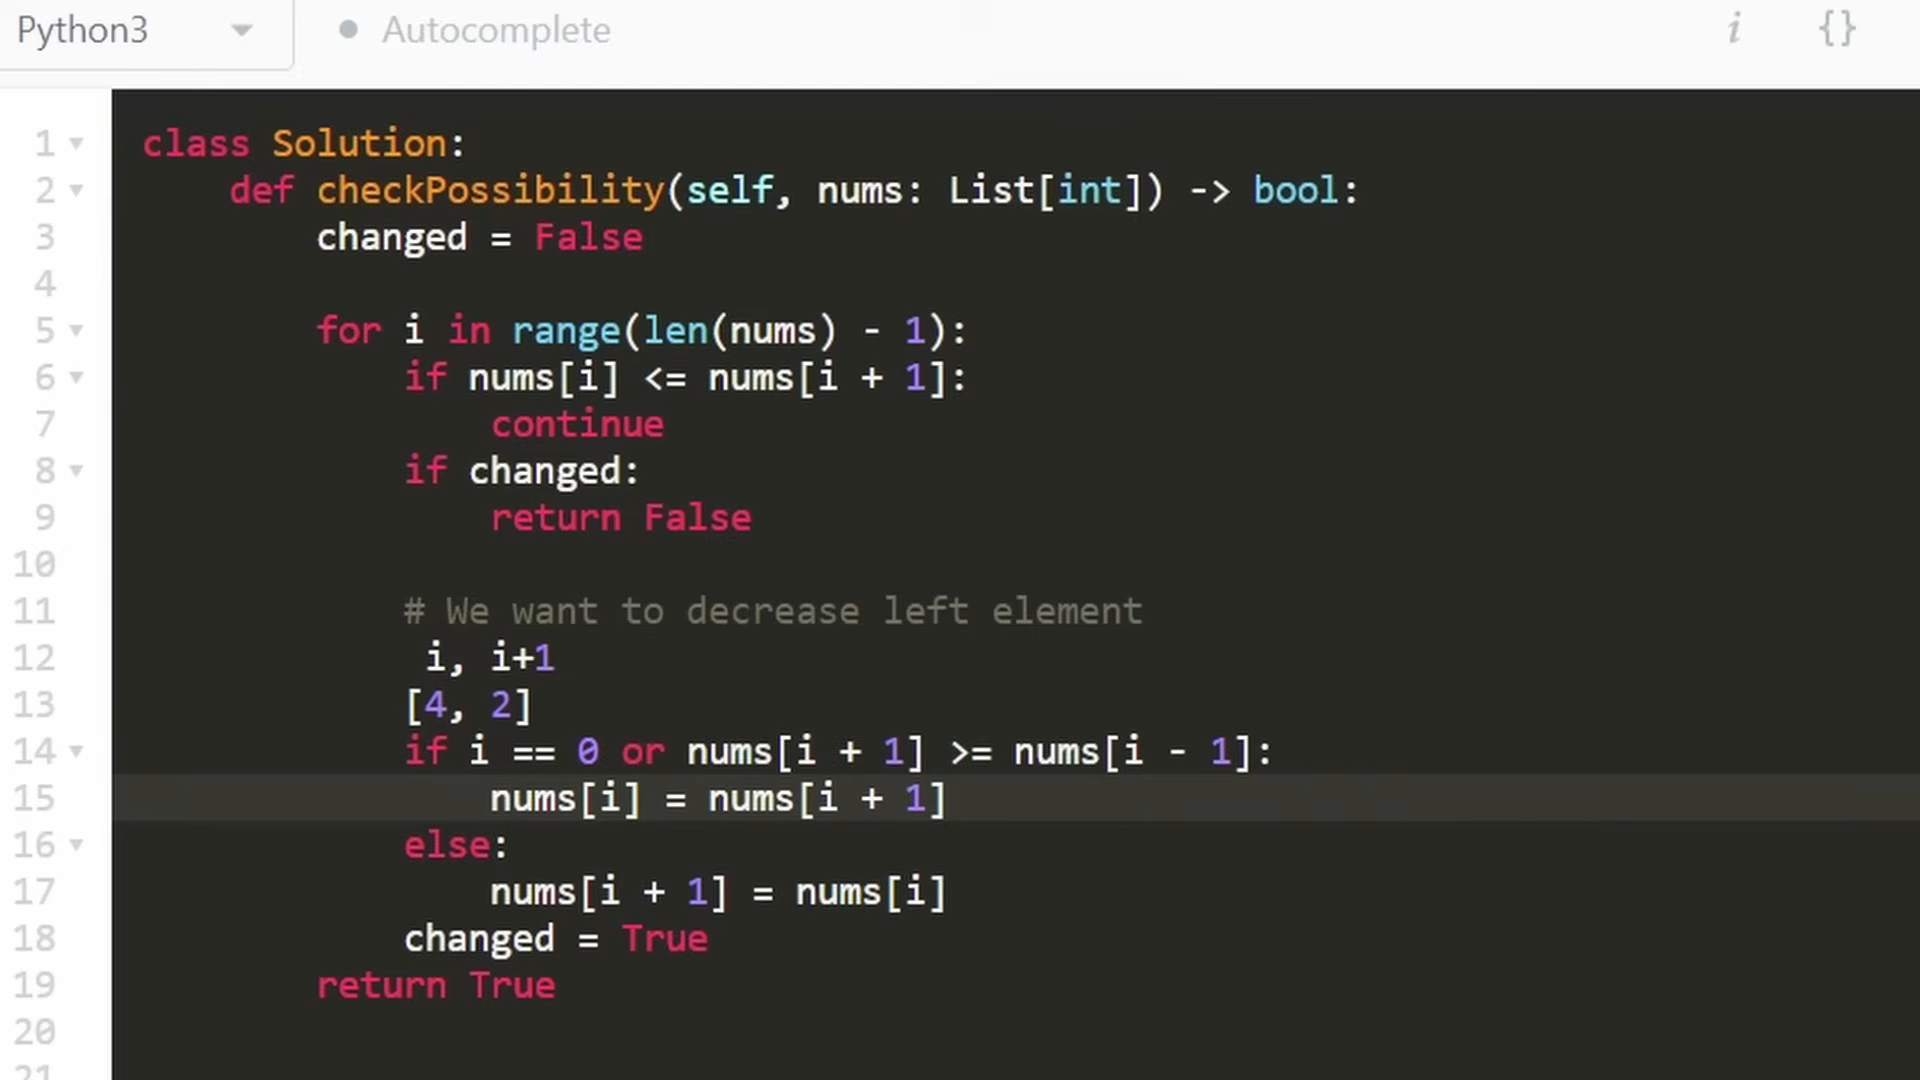 Python3 Autocomplete i {}
1 class Solution:
2 def checkPossibility(self, nums: List[int]) -> bool:
3 changed = False
4
5 for i in range(len(nums) - 1):
6 if nums[i] <= nums[i + 1]:
7 continue
8 if changed:
9 return False
10
11 # We want to decrease left element
12 i, i+1
13 [4, 2]
14 if i == 0 or nums[i + 1] >= nums[i - 1]:
15 nums[i] = nums[i + 1]
16 else:
17 nums[i + 1] = nums[i]
18 changed = True
19 return True
20
21